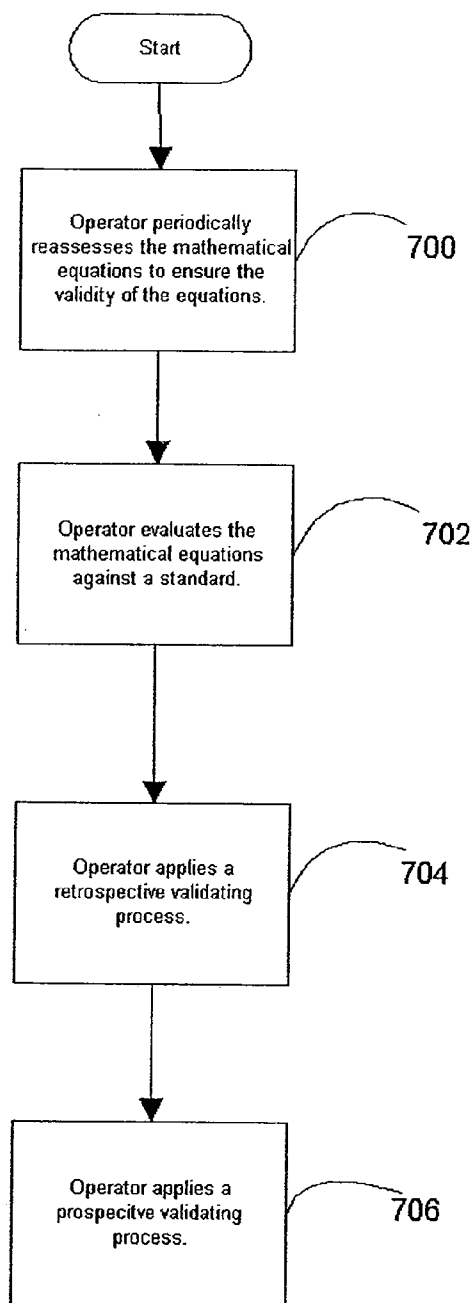 Start
Operator periodically
reassesses the mathematical
equations to ensure the
validity of the equations.
700
Operator evaluates the
mathematical equations
against a standard.
702
Operator applies a
retrospective validating
process.
704
Operator applies a
prospecitve validating
process.
706